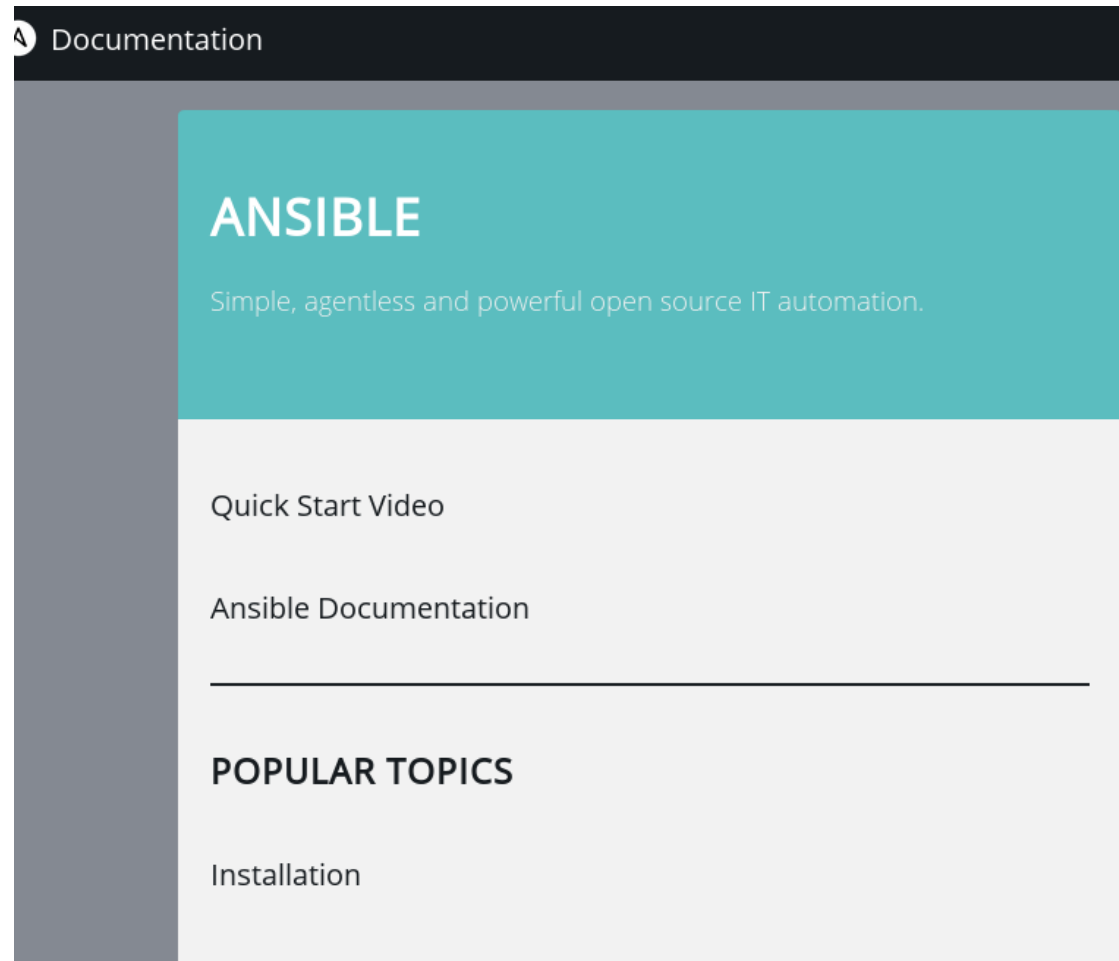 Documentation
ANSIBLE
Simple, agentless and powerful open source IT automation.
Quick Start Video
Ansible Documentation
POPULAR TOPICS
Installation